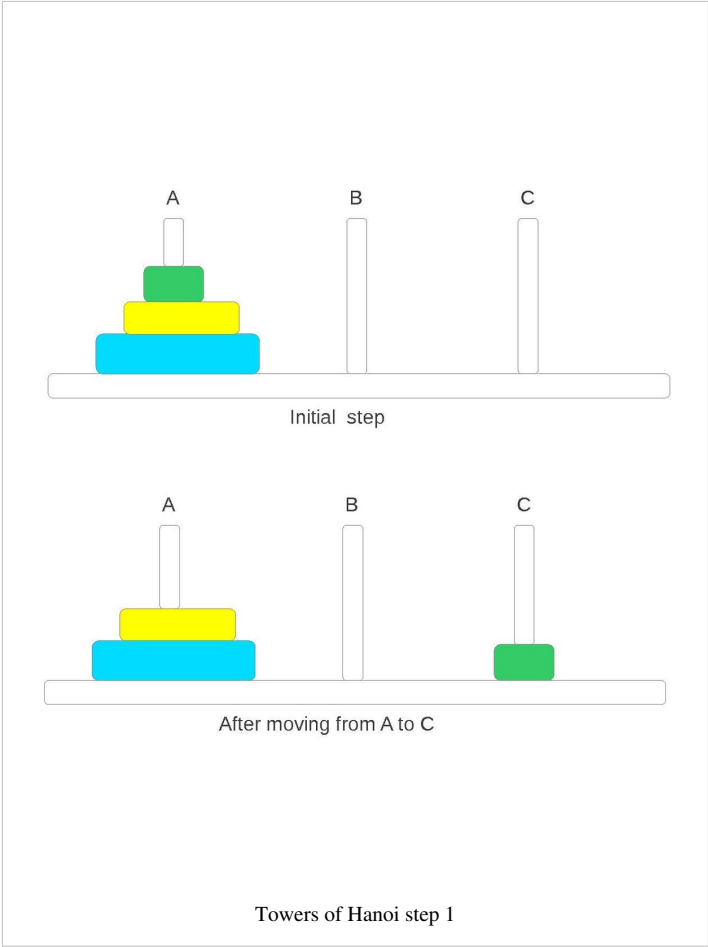 A B C
Initial step
A B C
After moving from A to C
Towers of Hanoi step 1